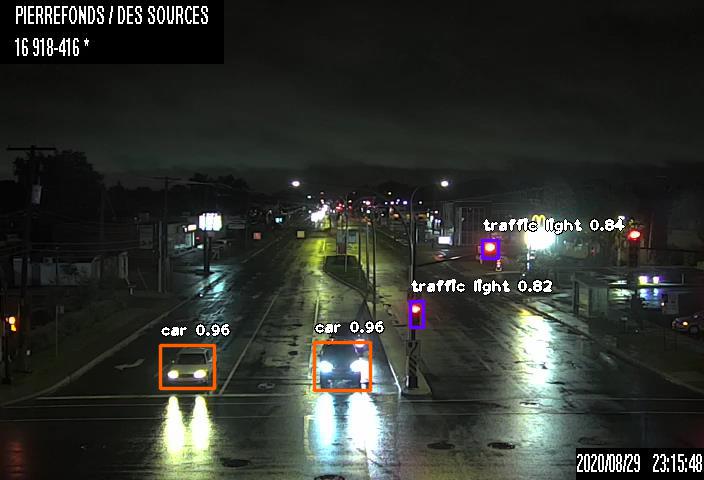 PIERREFONDS / DES SOURCES
16 918-416 *
traffic light 0.84
traffic light 0.82
car 0.96
car 0.96
2020/08/29 23:15:48